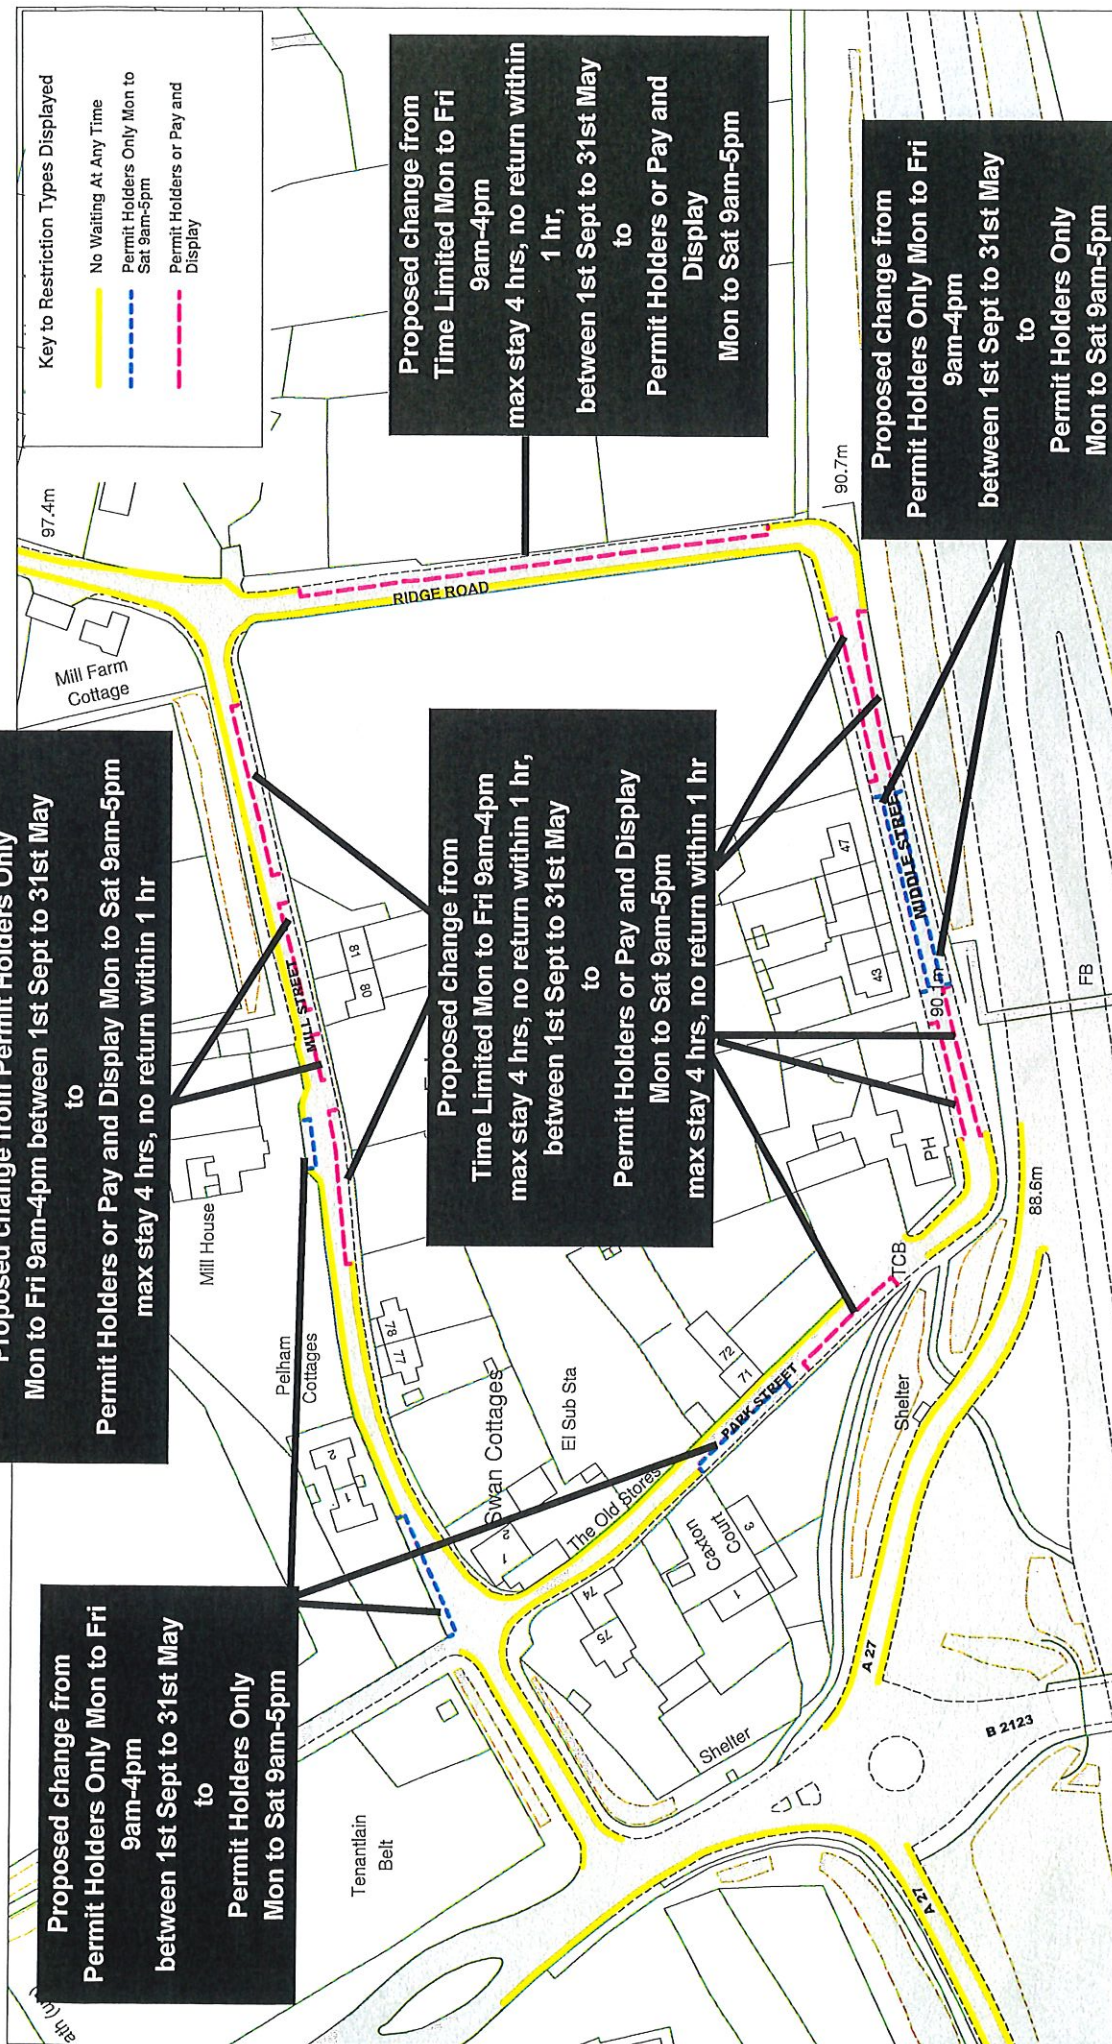 Key to Restriction Types Displayed
No Waiting At Any Time
Permit Holders Only Mon to
Sat 9am-5pm
Permit Holders or Pay and
Display
Mon to Fri 9am-4pm between 1st Sept to 31st May
to
Permit Holders or Pay and Display Mon to Sat 9am-5pm
max stay 4 hrs, no return within 1 hr
Proposed change from
Permit Holders Only Mon to Fri
9am-4pm
between 1st Sept to 31st May
to
Permit Holders Only
Mon to Sat 9am-5pm
Proposed change from
Time Limited Mon to Fri
9am-4pm
max stay 4 hrs, no return within
1 hr,
between 1st Sept to 31st May
to
Permit Holders or Pay and
Display
Mon to Sat 9am-5pm
Proposed change from
Time Limited Mon to Fri 9am-4pm
max stay 4 hrs, no return within 1 hr,
between 1st Sept to 31st May
to
Permit Holders or Pay and Display
Mon to Sat 9am-5pm
max stay 4 hrs, no return within 1 hr
Proposed change from
Permit Holders Only Mon to Fri
9am-4pm
between 1st Sept to 31st May
to
Permit Holders Only
Mon to Sat 9am-5pm
97.4m
Mill Farm
Cottage
RIDGE ROAD
90.7m
MILL STREET
81
80
Mill House
Pelham
Cottages
2
1
78
77
Swan Cottages
2
1
El Sub Sta
The Old Stores
72
71
PARK STREET
74
75
Caxton
Court
3
1
Shelter
Shelter
TCB
PH
88.6m
43
47
MIDDLE STREET
FB
Tenantlain
Belt
A 27
A 27
B 2123